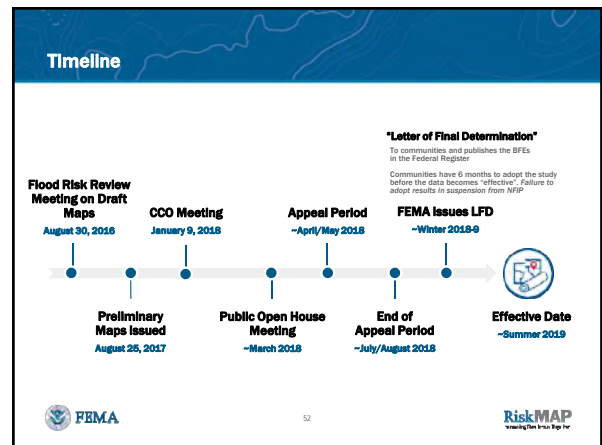 Timeline
"Letter of Final Determination"
To communities and publishes the BFEs
in the Federal Register
Communities have 6 months to adopt the study
before the data becomes "effective". Failure to
adopt results in suspension from NFIP
Flood Risk Review
Meeting on Draft
Maps
August 30, 2016
CCO Meeting
January 9, 2018
Appeal Period
~April/May 2018
FEMA Issues LFD
~Winter 2018-9
Preliminary
Maps Issued
August 25, 2017
Public Open House
Meeting
~March 2018
End of
Appeal Period
~July/August 2018
Effective Date
~Summer 2019
FEMA
52
RiskMAP